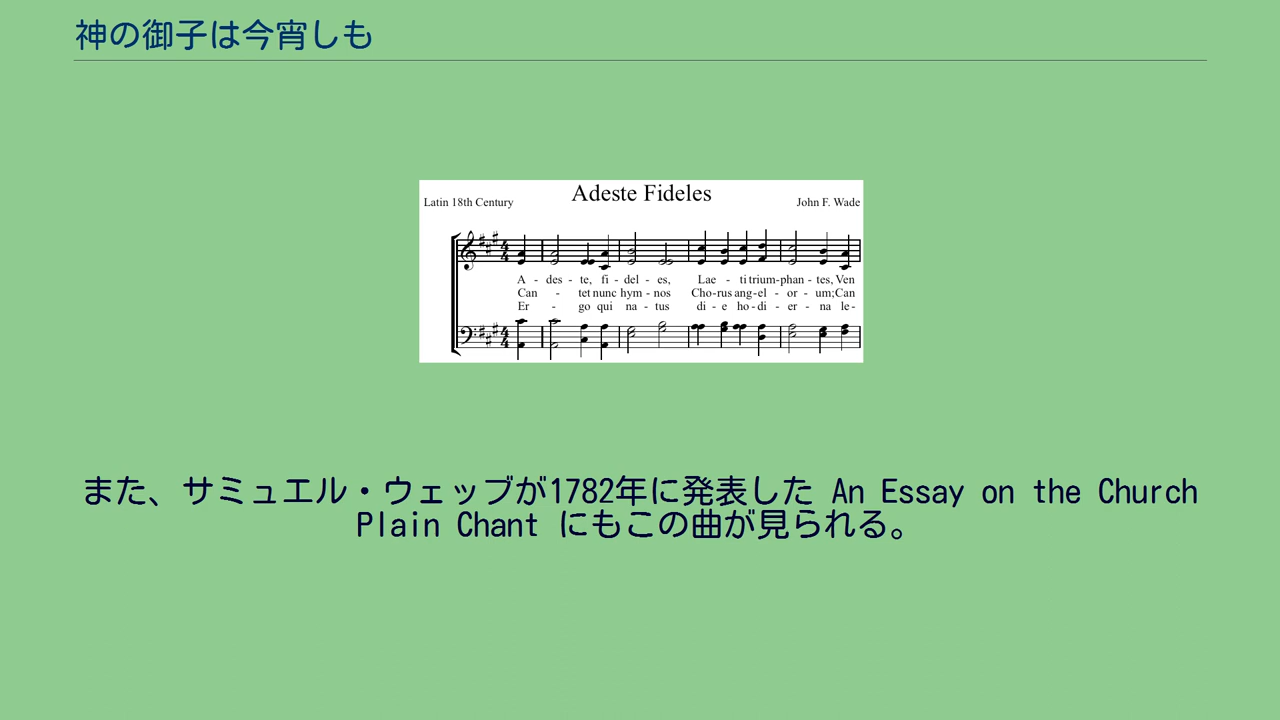 神の御子は今宵しも
Adeste Fideles
Latin 18th Century
John F. Wade
A - des - te, fi - del - es, Lae - ti trium-phan - tes, Ven
Can - tet nunc hym - nos Cho-rus ang-el - or - um;Can
Er - go qui na - tus di - e ho-di - er - na le-
また、サミュエル・ウェッブが1782年に発表した An Essay on the Church
Plain Chant にもこの曲が見られる。